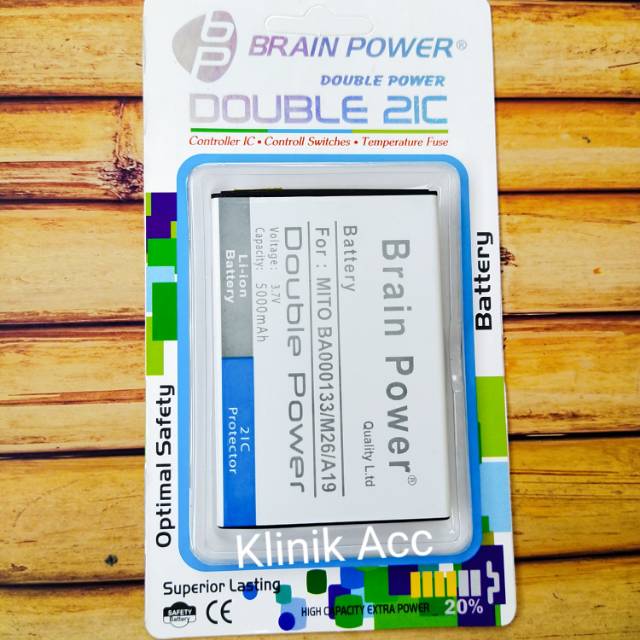 bp BRAIN POWER®
DOUBLE POWER
DOUBLE 2IC
Controller IC • Controll Switches • Temperature Fuse
Brain Power®
Quality L.td
Battery
For : MITO BA000133/M26/A19
Double Power
Voltage: 3.7V
Capacity: 5000mAh
Li-Ion
Battery
2IC
Protector
Battery
Optimal Safety
Klinik Acc
Superior Lasting
SAFETY
Battery
CE
HIGH CAPACITY EXTRA POWER
20%